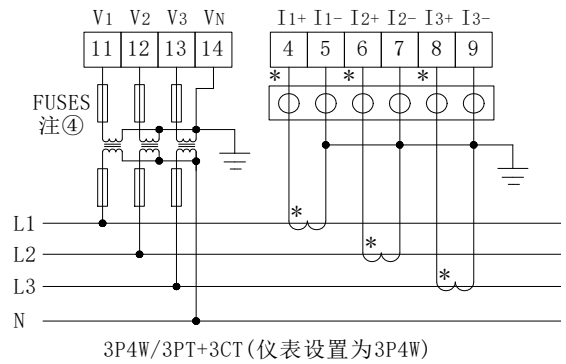 V1 V2 V3 VN I1+ I1- I2+ I2- I3+ I3-
11 12 13 14 4 5 6 7 8 9
* * *
FUSES
注④
*
L1
*
L2
*
L3
N
3P4W/3PT+3CT(仪表设置为3P4W)